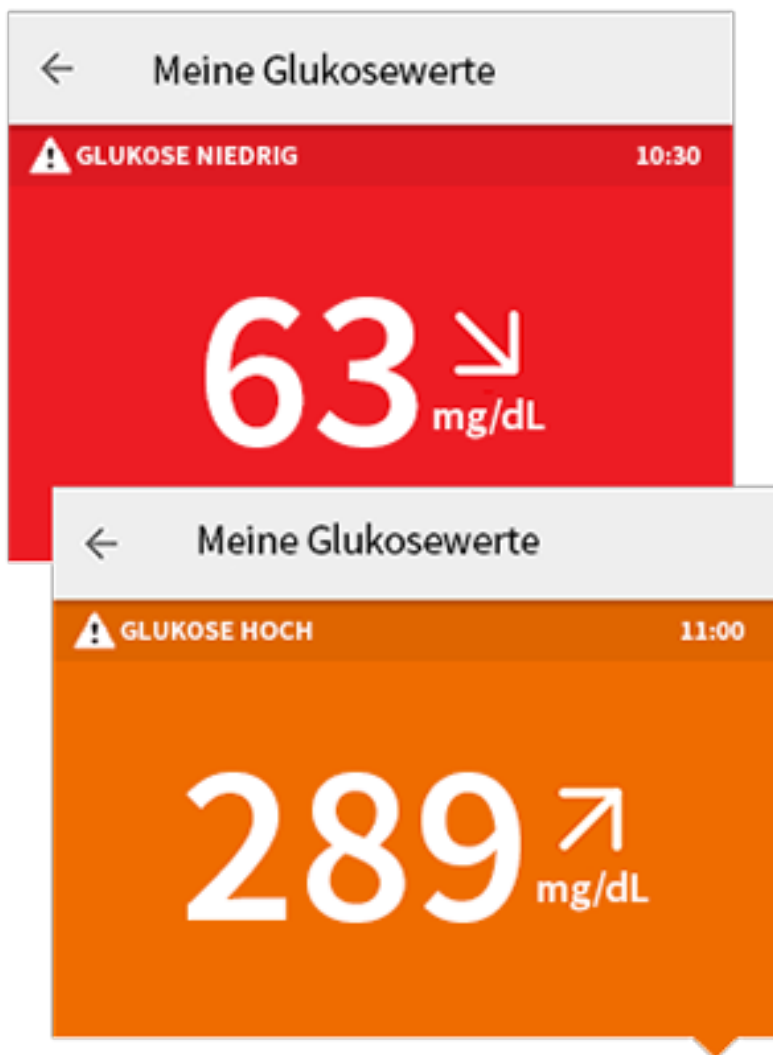 Meine Glukosewerte
GLUKOSE NIEDRIG 10:30
63
mg/dL
Meine Glukosewerte
GLUKOSE HOCH 11:00
289
mg/dL